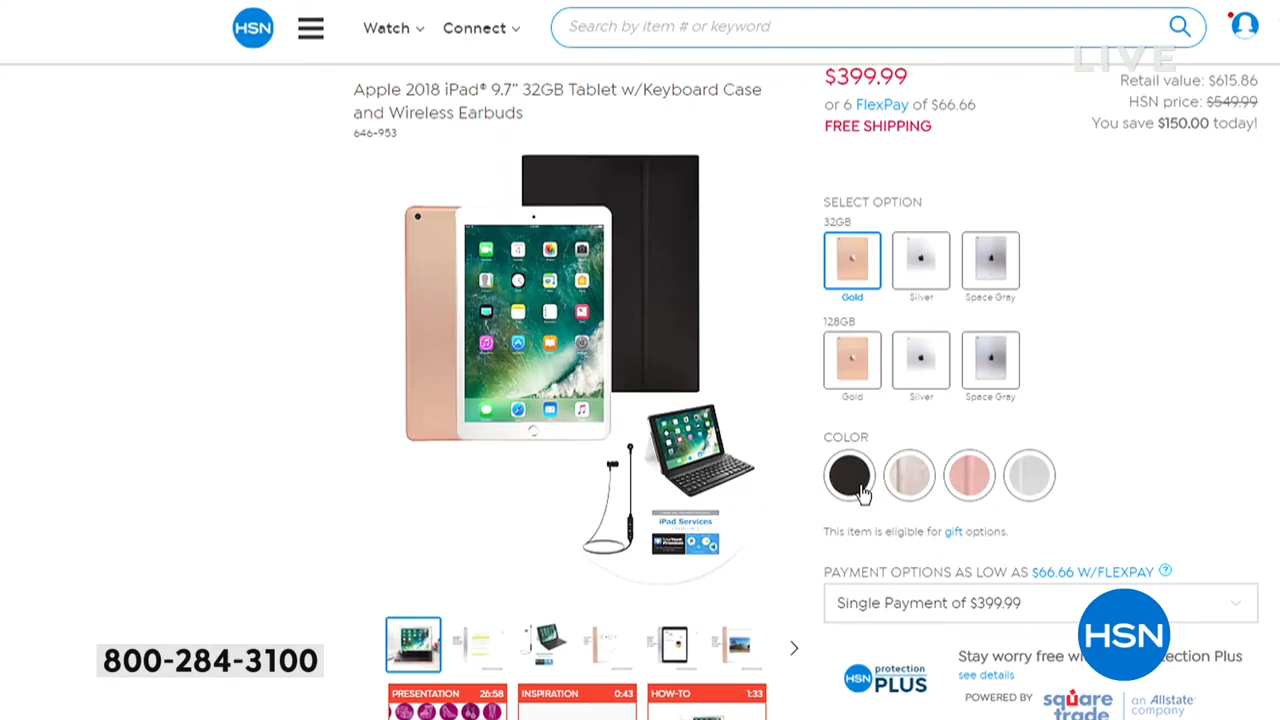 HSN
Watch
Connect
Search by Item # or keyword
LIVE
Apple 2018 iPad® 9.7" 32GB Tablet w/Keyboard Case
and Wireless Earbuds
646-953
$399.99
or 6 FlexPay of $66.66
FREE SHIPPING
Retail value: $615.86
HSN price: $549.99
You save $150.00 today!
SELECT OPTION
32GB
Gold
Silver
Space Gray
128GB
Gold
Silver
Space Gray
COLOR
This item is eligible for gift options.
PAYMENT OPTIONS AS LOW AS $66.66 W/FLEXPAY ?
Single Payment of $399.99
iPad Services
HSN
HSN protection
PLUS
Stay worry free
tection Plus
see details
POWERED BY
square
trade
an Allstate
company
800-284-3100
PRESENTATION 26:58
INSPIRATION 0:43
HOW-TO 1:33